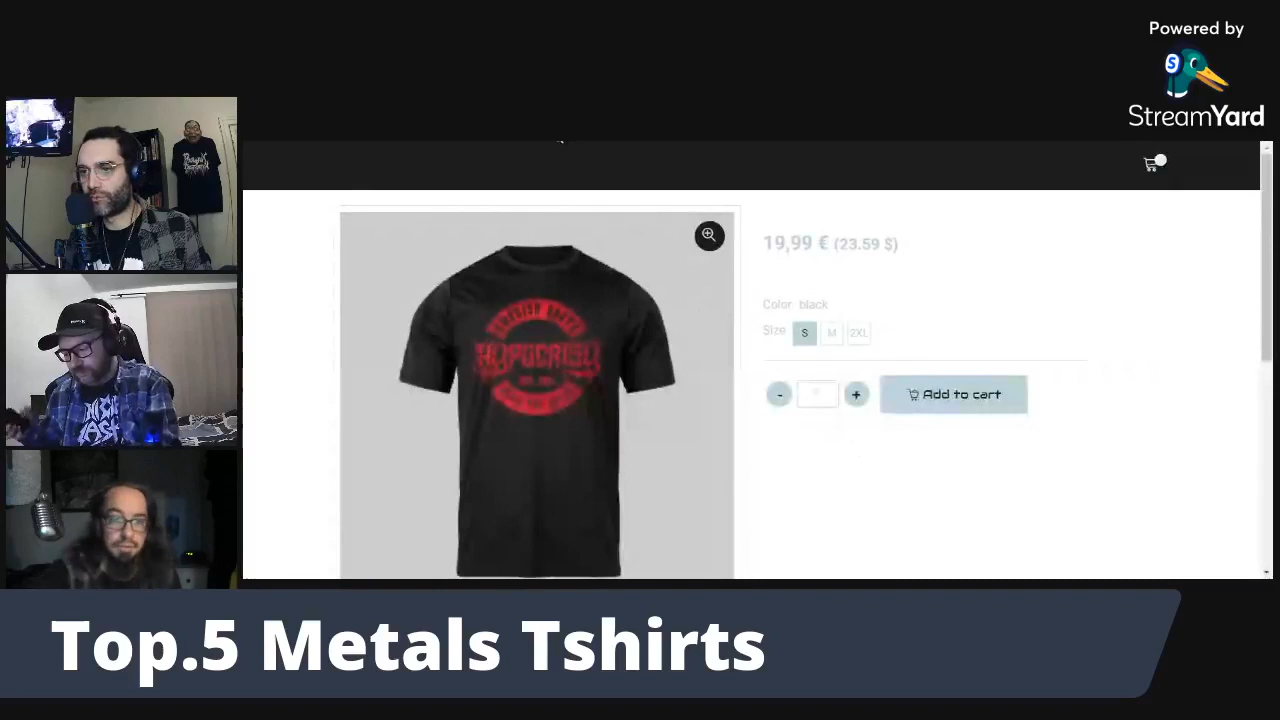 Powered by
S
StreamYard
19,99 € (23.59 $)
Color black
Size S M 2XL
- + Add to cart
HYPOCRISY
Top.5 Metals Tshirts